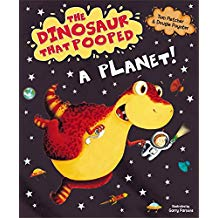 THE
DINOSAUR
THAT POOPED
A PLANET!
Tom Fletcher
& Dougie Poynter
Illustrated by
Garry Parsons